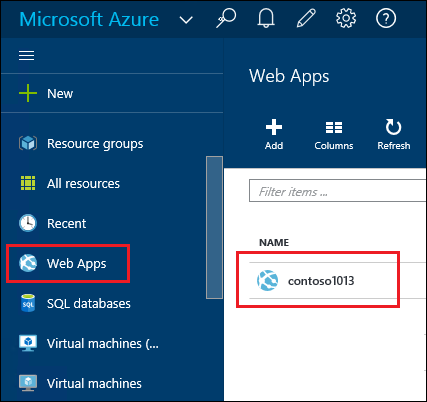 Microsoft Azure
New
Resource groups
All resources
Recent
Web Apps
SQL databases
Virtual machines (...
Virtual machines
Web Apps
Add Columns Refresh
Filter items ...
NAME
contoso1013